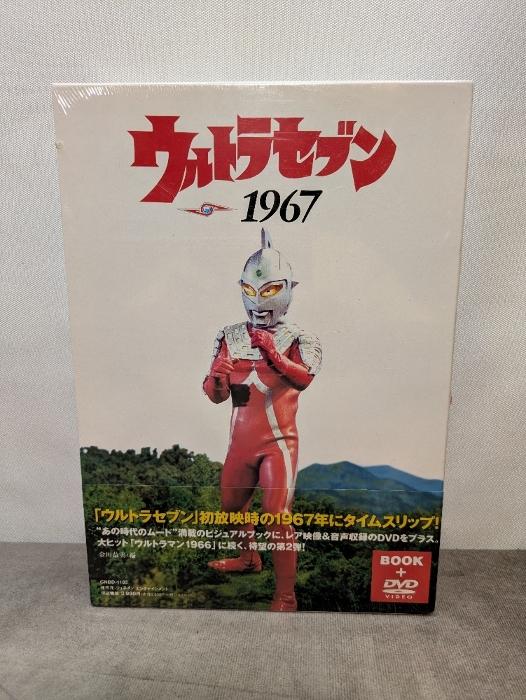 ウルトラセブン
1967
「ウルトラセブン」初放映時の1967年にタイムスリップ!
"あの時代のムード"満載のビジュアルブックに、レア映像&音声収録のDVDをプラス。
大ヒット「ウルトラマン1966」に続く、待望の第2弾!
金田益実・編
BOOK
+
DVD
VIDEO